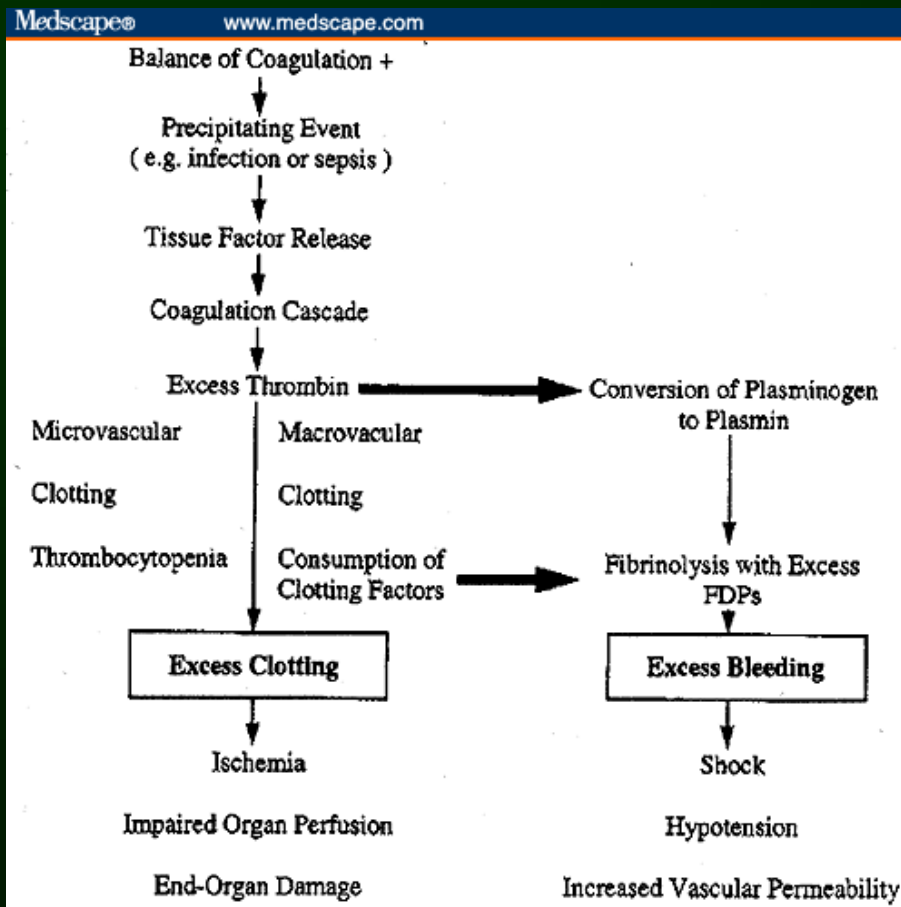 Medscape® www.medscape.com
Balance of Coagulation +
Precipitating Event
( e.g. infection or sepsis )
Tissue Factor Release
Coagulation Cascade
Excess Thrombin
Conversion of Plasminogen
to Plasmin
Microvascular
Macrovacular
Clotting
Clotting
Thrombocytopenia
Consumption of
Clotting Factors
Fibrinolysis with Excess
FDPs
Excess Clotting
Excess Bleeding
Ischemia
Shock
Impaired Organ Perfusion
Hypotension
End-Organ Damage
Increased Vascular Permeability